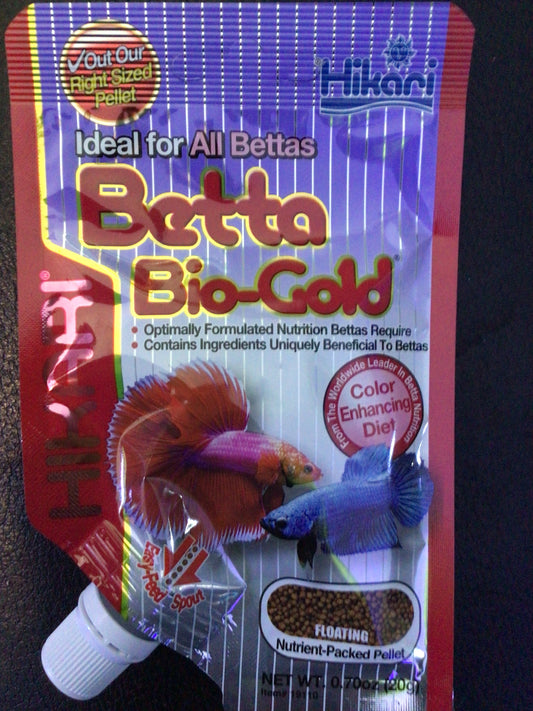 ✓Out Our
Right-Sized
Pellet
Hikari
Ideal for All Bettas
Betta
Bio-Gold®
• Optimally Formulated Nutrition Bettas Require
• Contains Ingredients Uniquely Beneficial To Bettas
HIKARI®
From The Worldwide Leader In Betta Nutrition
Color
Enhancing
Diet
Easy-Feed Spout
FLOATING
Nutrient-Packed Pellet
NET WT. 0.70oz (20g)
Item# 19110